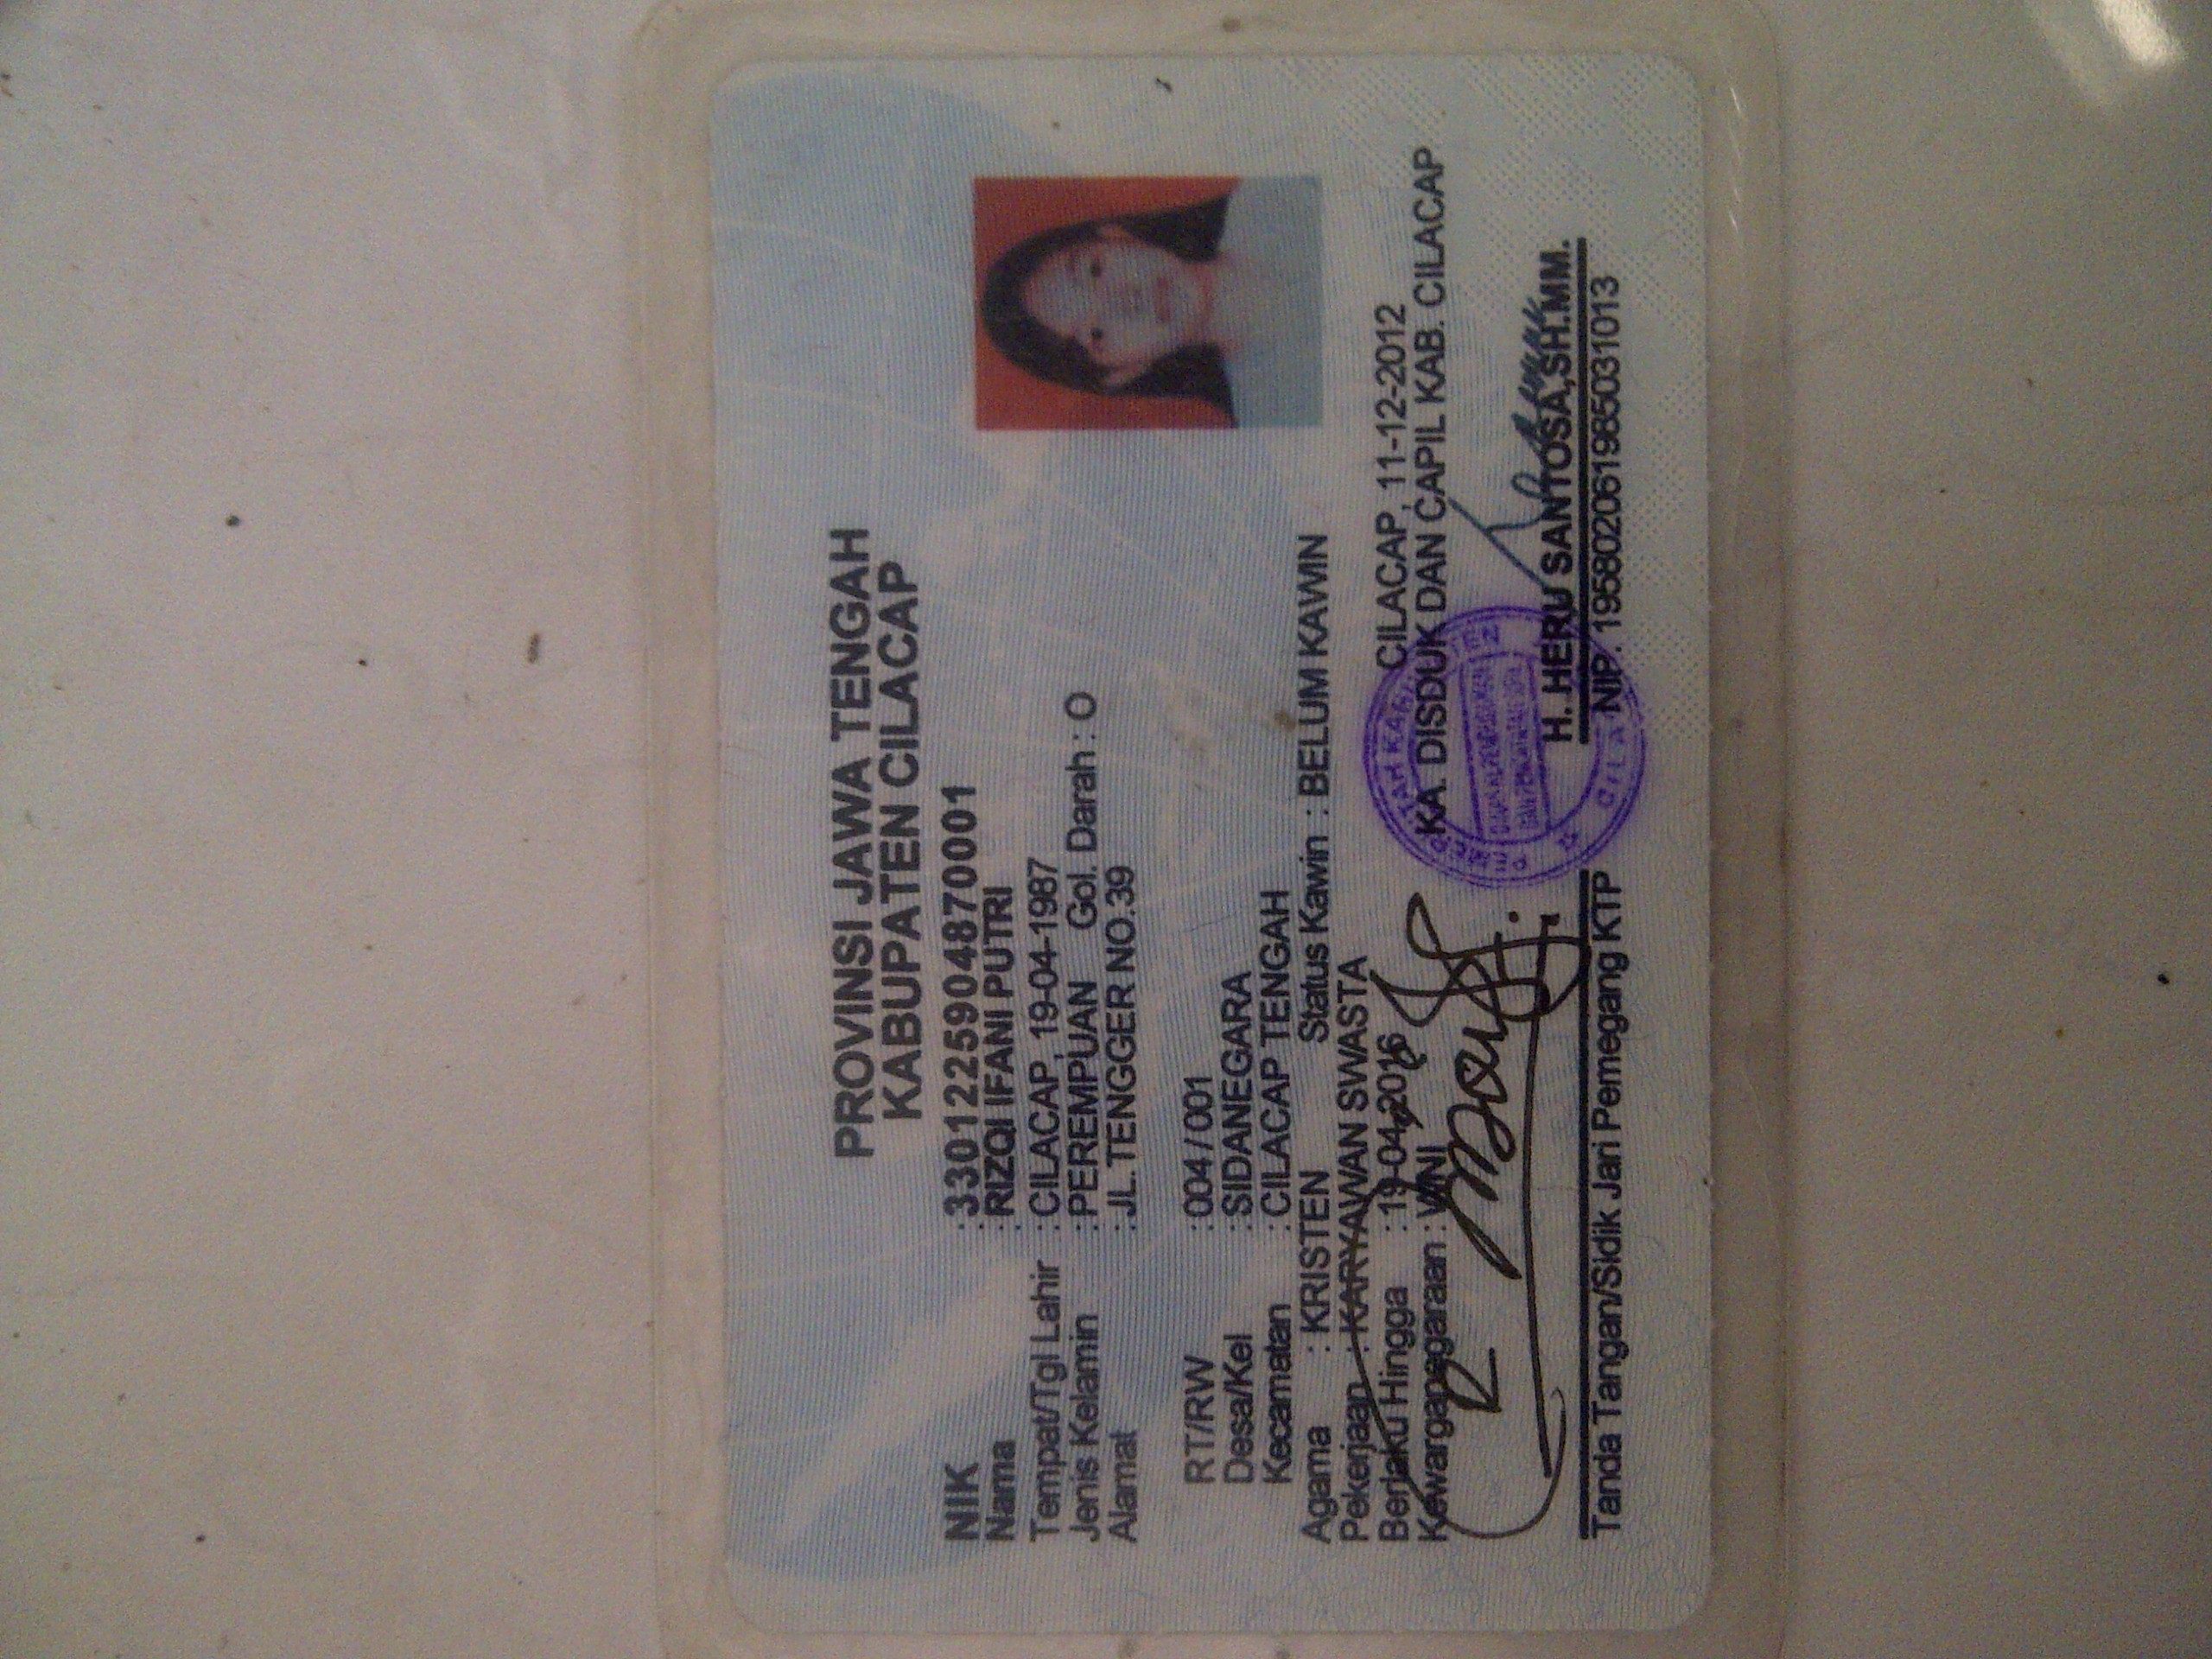 PROVINSI JAWA TENGAH
KABUPATEN CILACAP
NIK : 3301225904870001
Nama : RIZQI IFANI PUTRI
Tempat/Tgl Lahir : CILACAP, 19-04-1987
Jenis Kelamin : PEREMPUAN Gol. Darah : O
Alamat : JL. TENGGER NO.39
RT/RW : 004 / 001
Desa/Kel : SIDANEGARA
Kecamatan : CILACAP TENGAH
Agama : KRISTEN Status Kawin : BELUM KAWIN
Pekerjaan : KARYAWAN SWASTA
Berlaku Hingga : 19-04-2016
Kewarganegaraan : WNI
CILACAP, 11-12-2012
KA. DISDUK DAN CAPIL KAB. CILACAP
H. HERU SANTOSA,SH.MM.
NIP. 195802061985031013
Tanda Tangan/Sidik Jari Pemegang KTP